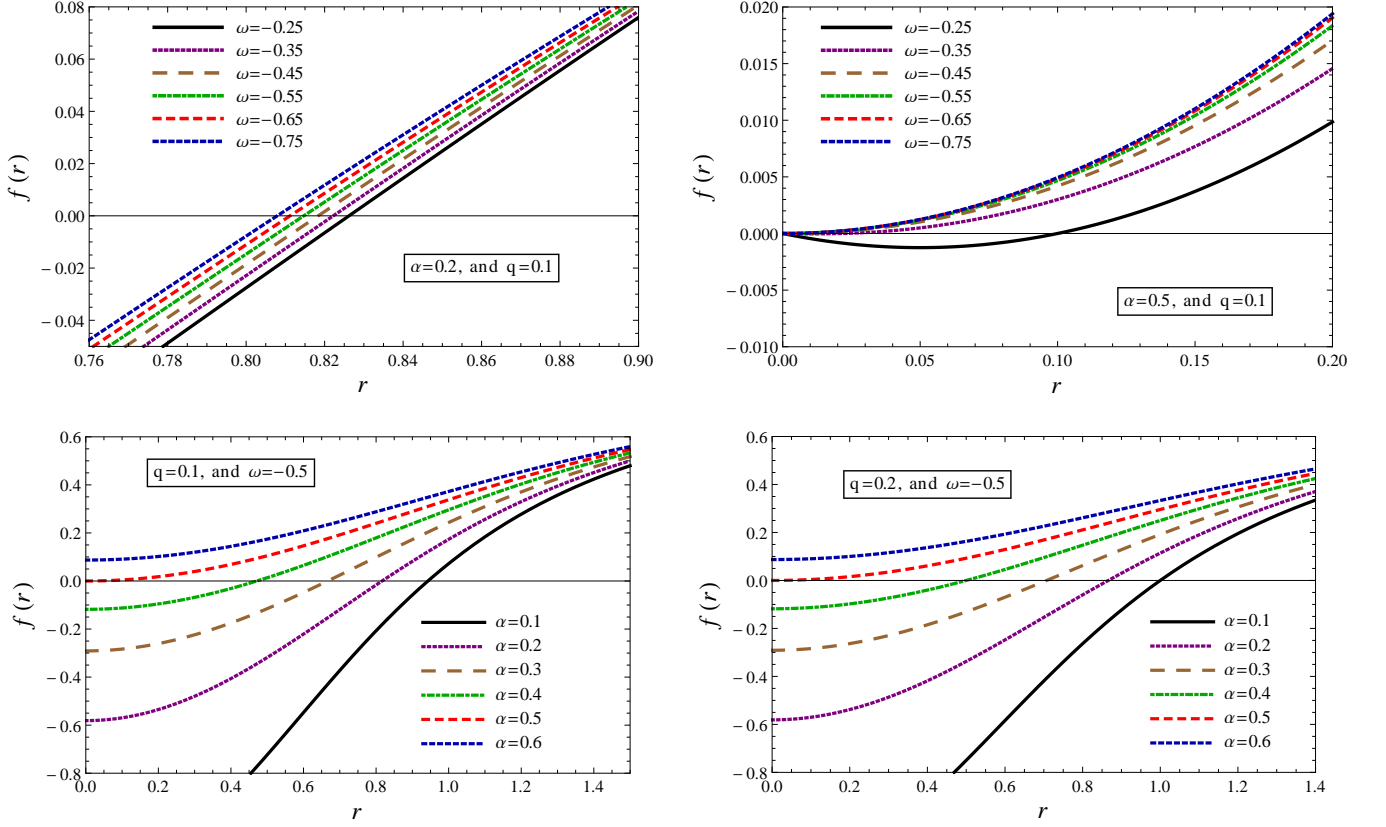 ω=−0.25
ω=−0.35
ω=−0.45
ω=−0.55
ω=−0.65
ω=−0.75
α=0.2, and q=0.1
0.08
0.06
0.04
0.02
0.00
−0.02
−0.04
0.76 0.78 0.80 0.82 0.84 0.86 0.88 0.90
f (r)
r
ω=−0.25
ω=−0.35
ω=−0.45
ω=−0.55
ω=−0.65
ω=−0.75
α=0.5, and q=0.1
0.020
0.015
0.010
0.005
0.000
−0.005
−0.010
0.00 0.05 0.10 0.15 0.20
f (r)
r
q=0.1, and ω=−0.5
α=0.1
α=0.2
α=0.3
α=0.4
α=0.5
α=0.6
0.6
0.4
0.2
0.0
−0.2
−0.4
−0.6
−0.8
0.0 0.2 0.4 0.6 0.8 1.0 1.2 1.4
f (r)
r
q=0.2, and ω=−0.5
α=0.1
α=0.2
α=0.3
α=0.4
α=0.5
α=0.6
0.6
0.4
0.2
0.0
−0.2
−0.4
−0.6
−0.8
0.0 0.2 0.4 0.6 0.8 1.0 1.2 1.4
f (r)
r